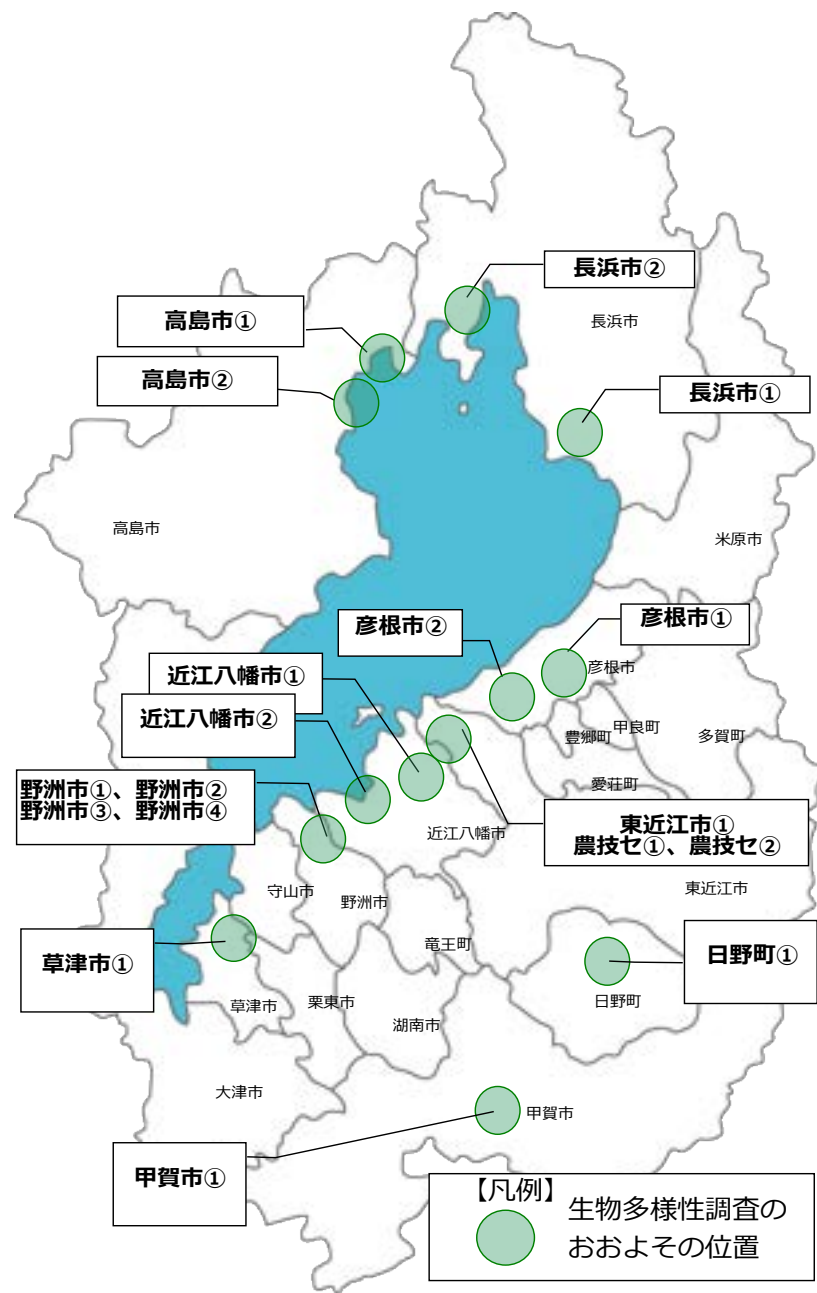 長浜市②
長浜市
高島市①
高島市②
長浜市①
高島市
米原市
彦根市②
彦根市①
彦根市
近江八幡市①
近江八幡市②
豊郷町
甲良町
多賀町
愛荘町
野洲市①、野洲市②
野洲市③、野洲市④
近江八幡市
東近江市①
農技セ①、農技セ②
東近江市
守山市
野洲市
竜王町
草津市①
日野町①
草津市
栗東市
湖南市
日野町
大津市
甲賀市
甲賀市①
【凡例】
生物多様性調査の
おおよその位置